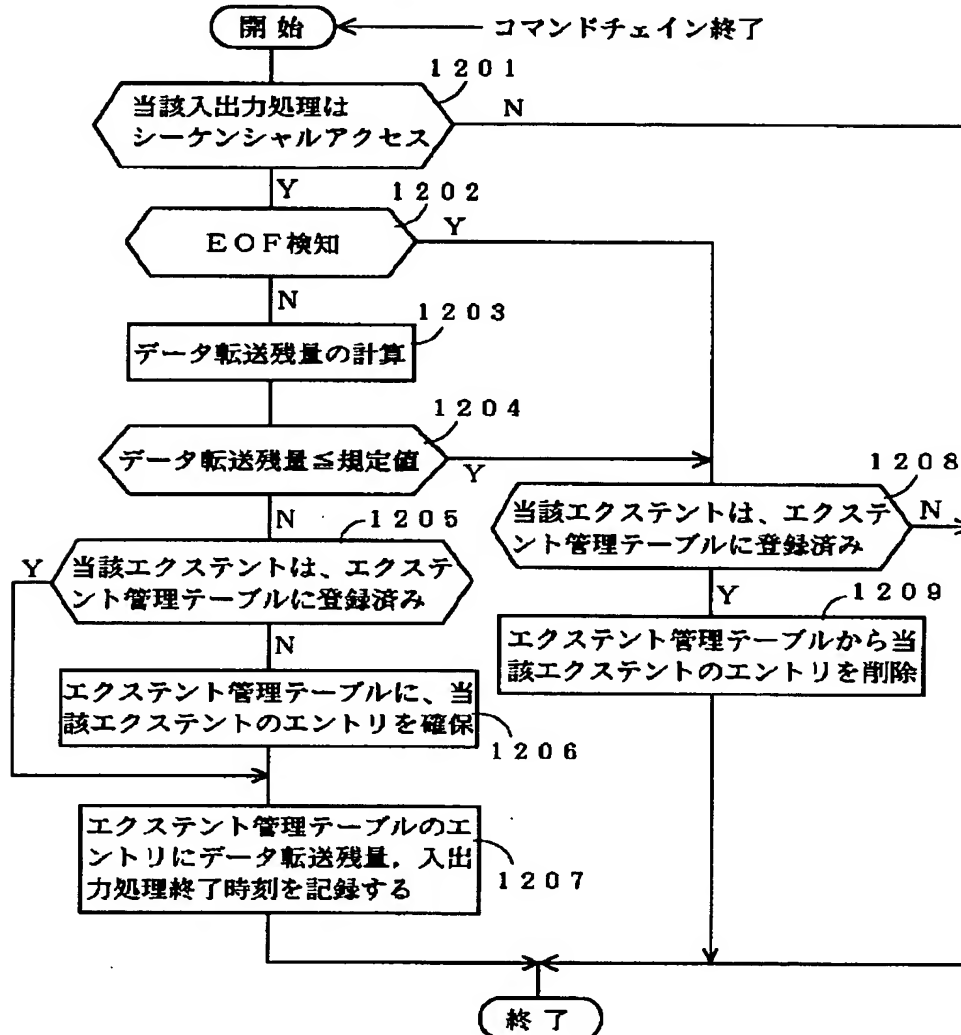 開始
コマンドチェイン終了
1201
当該入出力処理は
シーケンシャルアクセス
N
Y
1202
EOF検知
Y
N
1203
データ転送残量の計算
1204
データ転送残量≦規定値
Y
N
1205
当該エクステントは、エクステ
ント管理テーブルに登録済み
Y
N
エクステント管理テーブルに、当
該エクステントのエントリを確保
1206
エクステント管理テーブルのエ
ントリにデータ転送残量,入出
力処理終了時刻を記録する
1207
1208
当該エクステントは、エクステ
ント管理テーブルに登録済み
N
Y
1209
エクステント管理テーブルから当
該エクステントのエントリを削除
終了